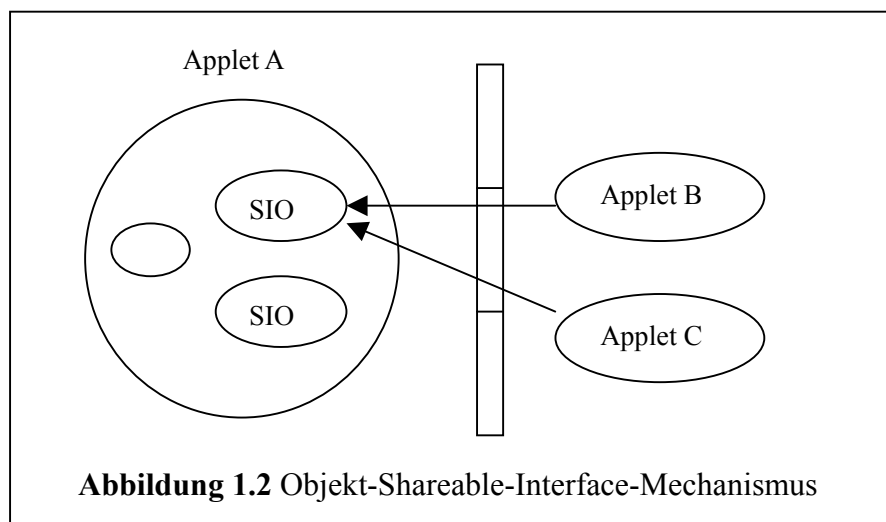 Applet A
SIO
Applet B
SIO
Applet C
Abbildung 1.2 Objekt-Shareable-Interface-Mechanismus